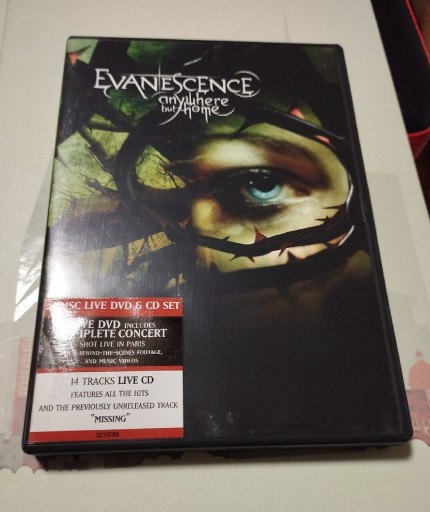 EVANESCENCE
anywhere
but home
DISC LIVE DVD & CD SET
LIVE DVD INCLUDES
COMPLETE CONCERT
SHOT LIVE IN PARIS
BEHIND-THE-SCENES FOOTAGE,
AND MUSIC VIDEOS
14 TRACKS LIVE CD
FEATURES ALL THE HITS
AND THE PREVIOUSLY UNRELEASED TRACK
"MISSING"